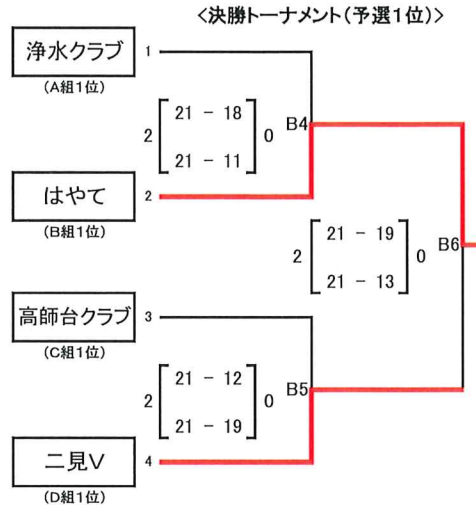 <決勝トーナメント(予選1位)>
浄水クラブ 1
(A組1位)
21 - 18
2 0 B4
21 - 11
はやて 2
(B組1位)
21 - 19
2 0 B6
21 - 13
高師台クラブ 3
(C組1位)
21 - 12
2 0 B5
21 - 19
二見V 4
(D組1位)